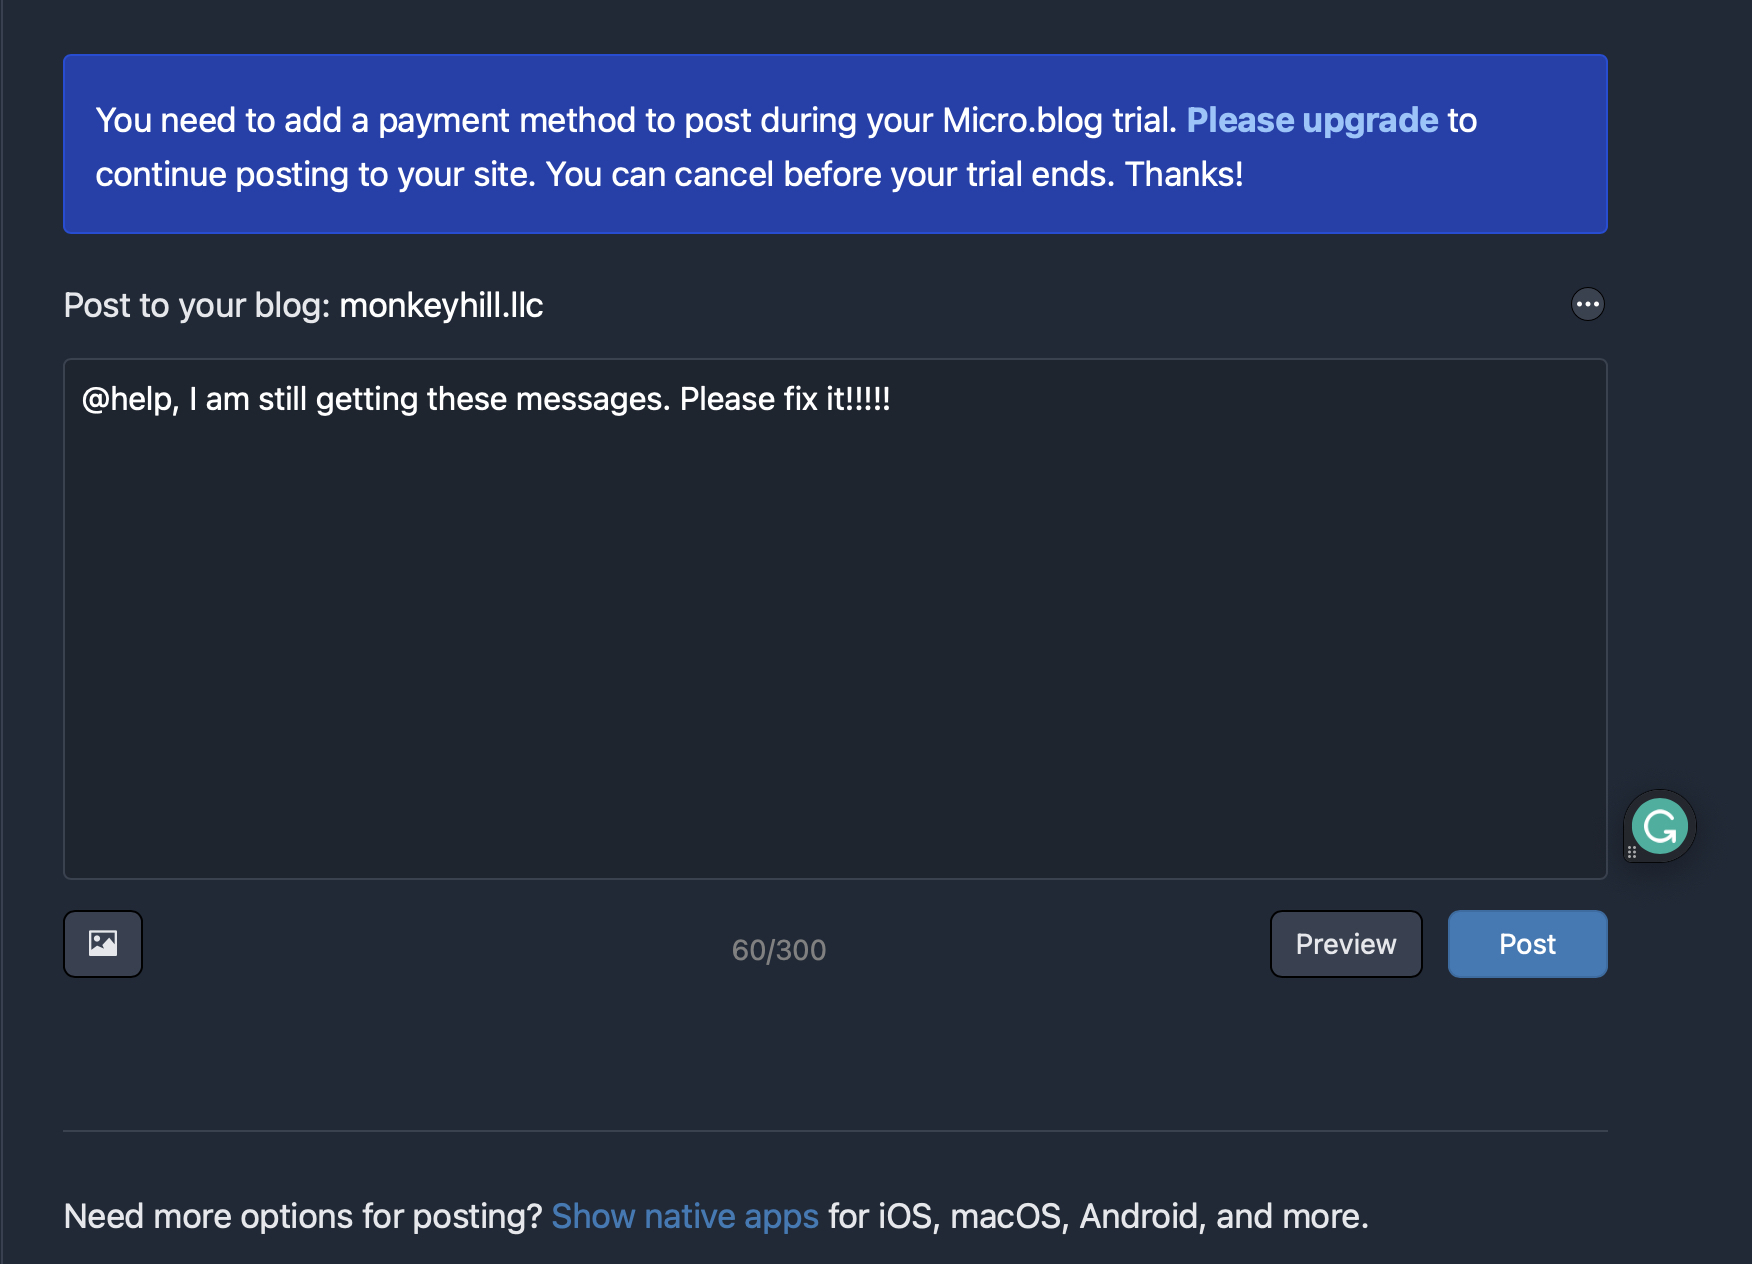 You need to add a payment method to post during your Micro.blog trial. Please upgrade to
continue posting to your site. You can cancel before your trial ends. Thanks!
Post to your blog: monkeyhill.llc
@help, I am still getting these messages. Please fix it!!!!!
60/300
Preview
Post
Need more options for posting? Show native apps for iOS, macOS, Android, and more.